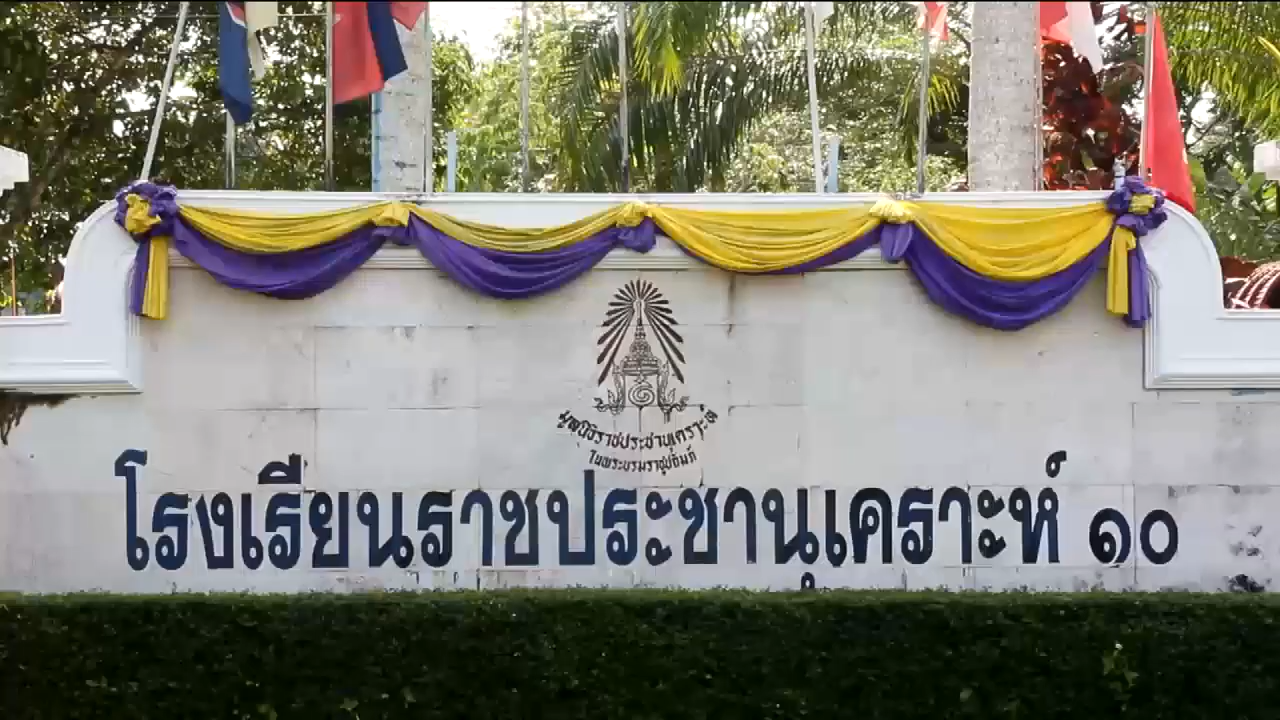 มูลนิธิราชประชานุเคราะห์
ในพระบรมราชูปถัมภ์
โรงเรียนราชประชานุเคราะห์ ๑๐